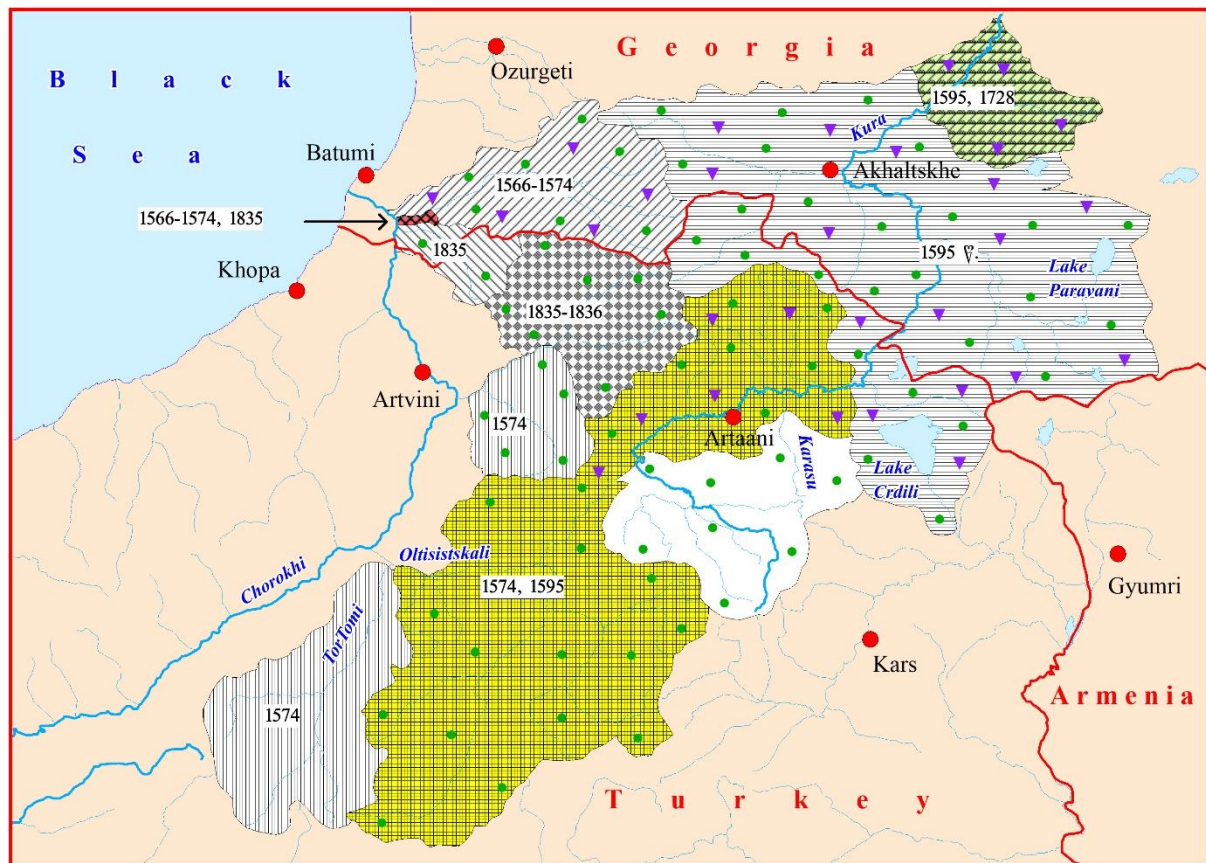 Georgia
Black
Ozurgeti
1595, 1728
Kura
Sea
Batumi
Akhaltskhe
1566-1574
1566-1574, 1835
1835
1595 წ.
Lake
Paravani
Khopa
1835-1836
Artvini
1574
Artaani
Karasu
Lake
Crdili
Oltisistskali
Gyumri
Chorokhi
1574, 1595
TorTomi
Kars
Armenia
1574
Turkey